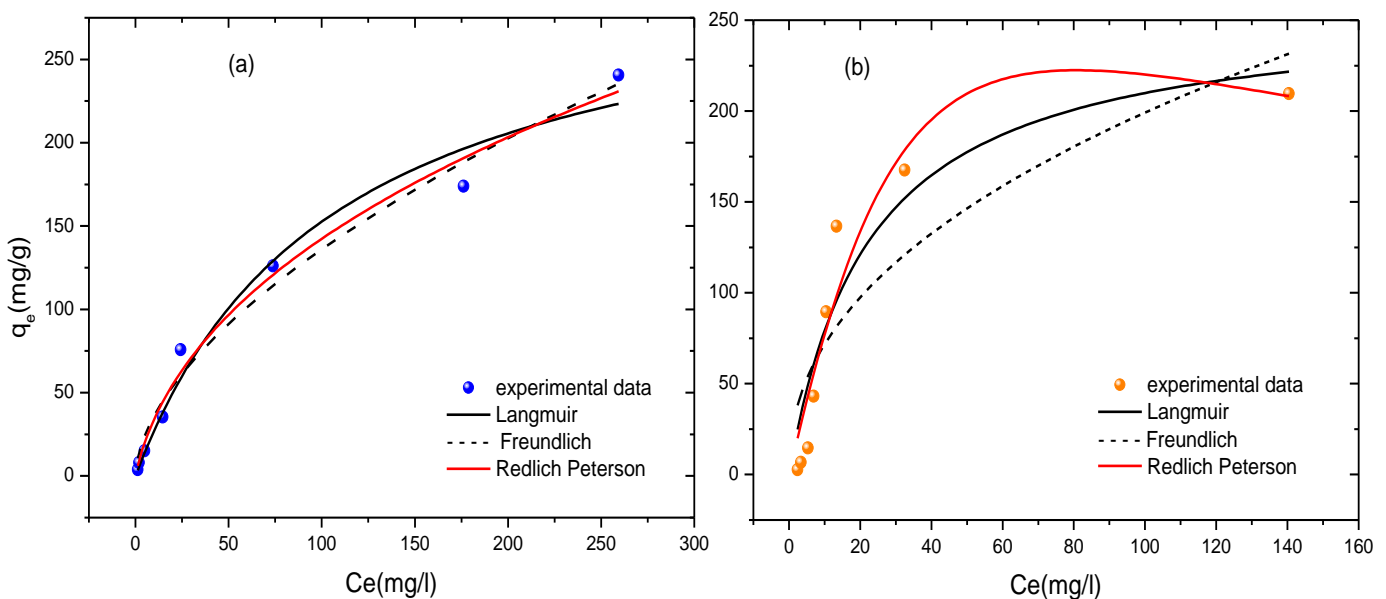 (a)
250
200
150
100
50
0
q_e(mg/g)
experimental data
Langmuir
Freundlich
Redlich Peterson
0 50 100 150 200 250 300
Ce(mg/l)
(b)
250
200
150
100
50
0
experimental data
Langmuir
Freundlich
Redlich Peterson
0 20 40 60 80 100 120 140 160
Ce(mg/l)